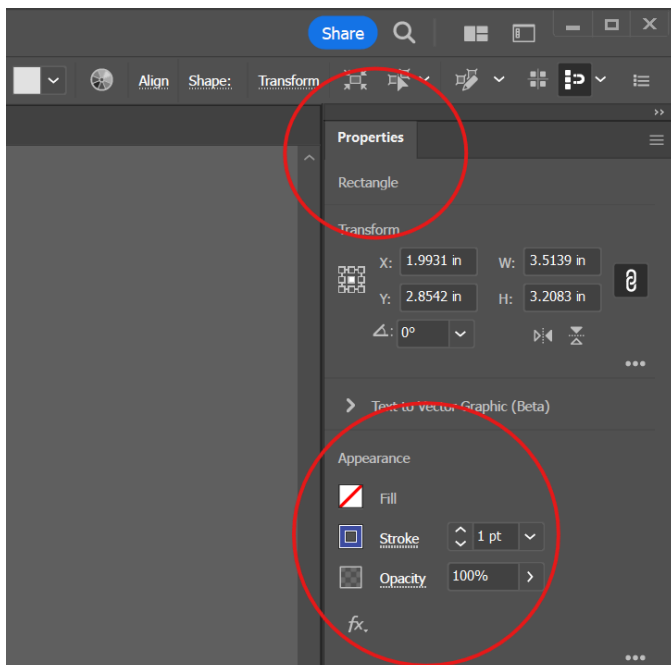 Share
Align Shape: Transform
Properties
Rectangle
Transform
X: 1.9931 in W: 3.5139 in
Y: 2.8542 in H: 3.2083 in
0°
Text to Vector Graphic (Beta)
Appearance
Fill
Stroke 1 pt
Opacity 100%
fx.